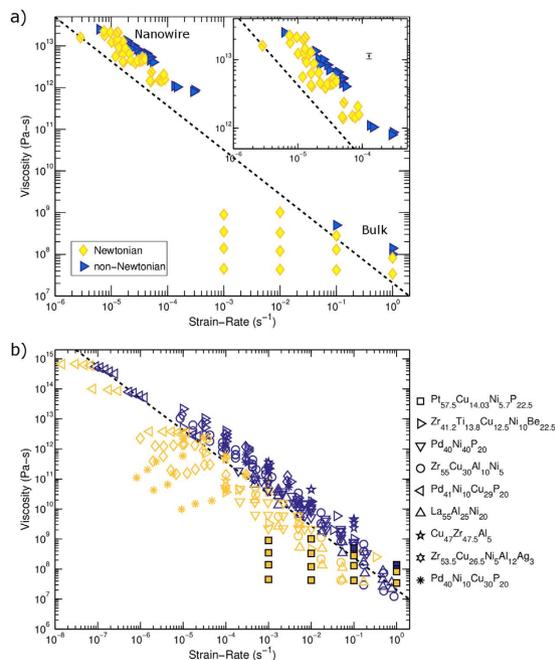 a)
Nanowire
10^13
10^12
10^11
10^10
10^9
10^8
10^7
Viscosity (Pa-s)
10^13
10^12
Viscosity (Pa-s)
10^-6
10^-5
10^-4
Bulk
Newtonian
non-Newtonian
10^-6
10^-5
10^-4
10^-3
10^-2
10^-1
10^0
Strain-Rate (s^-1)
b)
10^15
10^14
10^13
10^12
10^11
10^10
10^9
10^8
10^7
10^6
Viscosity (Pa-s)
10^-8
10^-7
10^-6
10^-5
10^-4
10^-3
10^-2
10^-1
10^0
Strain-Rate (s^-1)
Pt57.5Cu14.03Ni5.7P22.5
Zr41.2Ti13.8Cu12.5Ni10Be22.5
Pd40Ni40P20
Zr55Cu30Al10Ni5
Pd41Ni10Cu29P20
La55Al25Ni20
Cu47Zr47.5Al5
Zr53.5Cu26.5Ni5Al12Ag3
Pd40Ni10Cu30P20